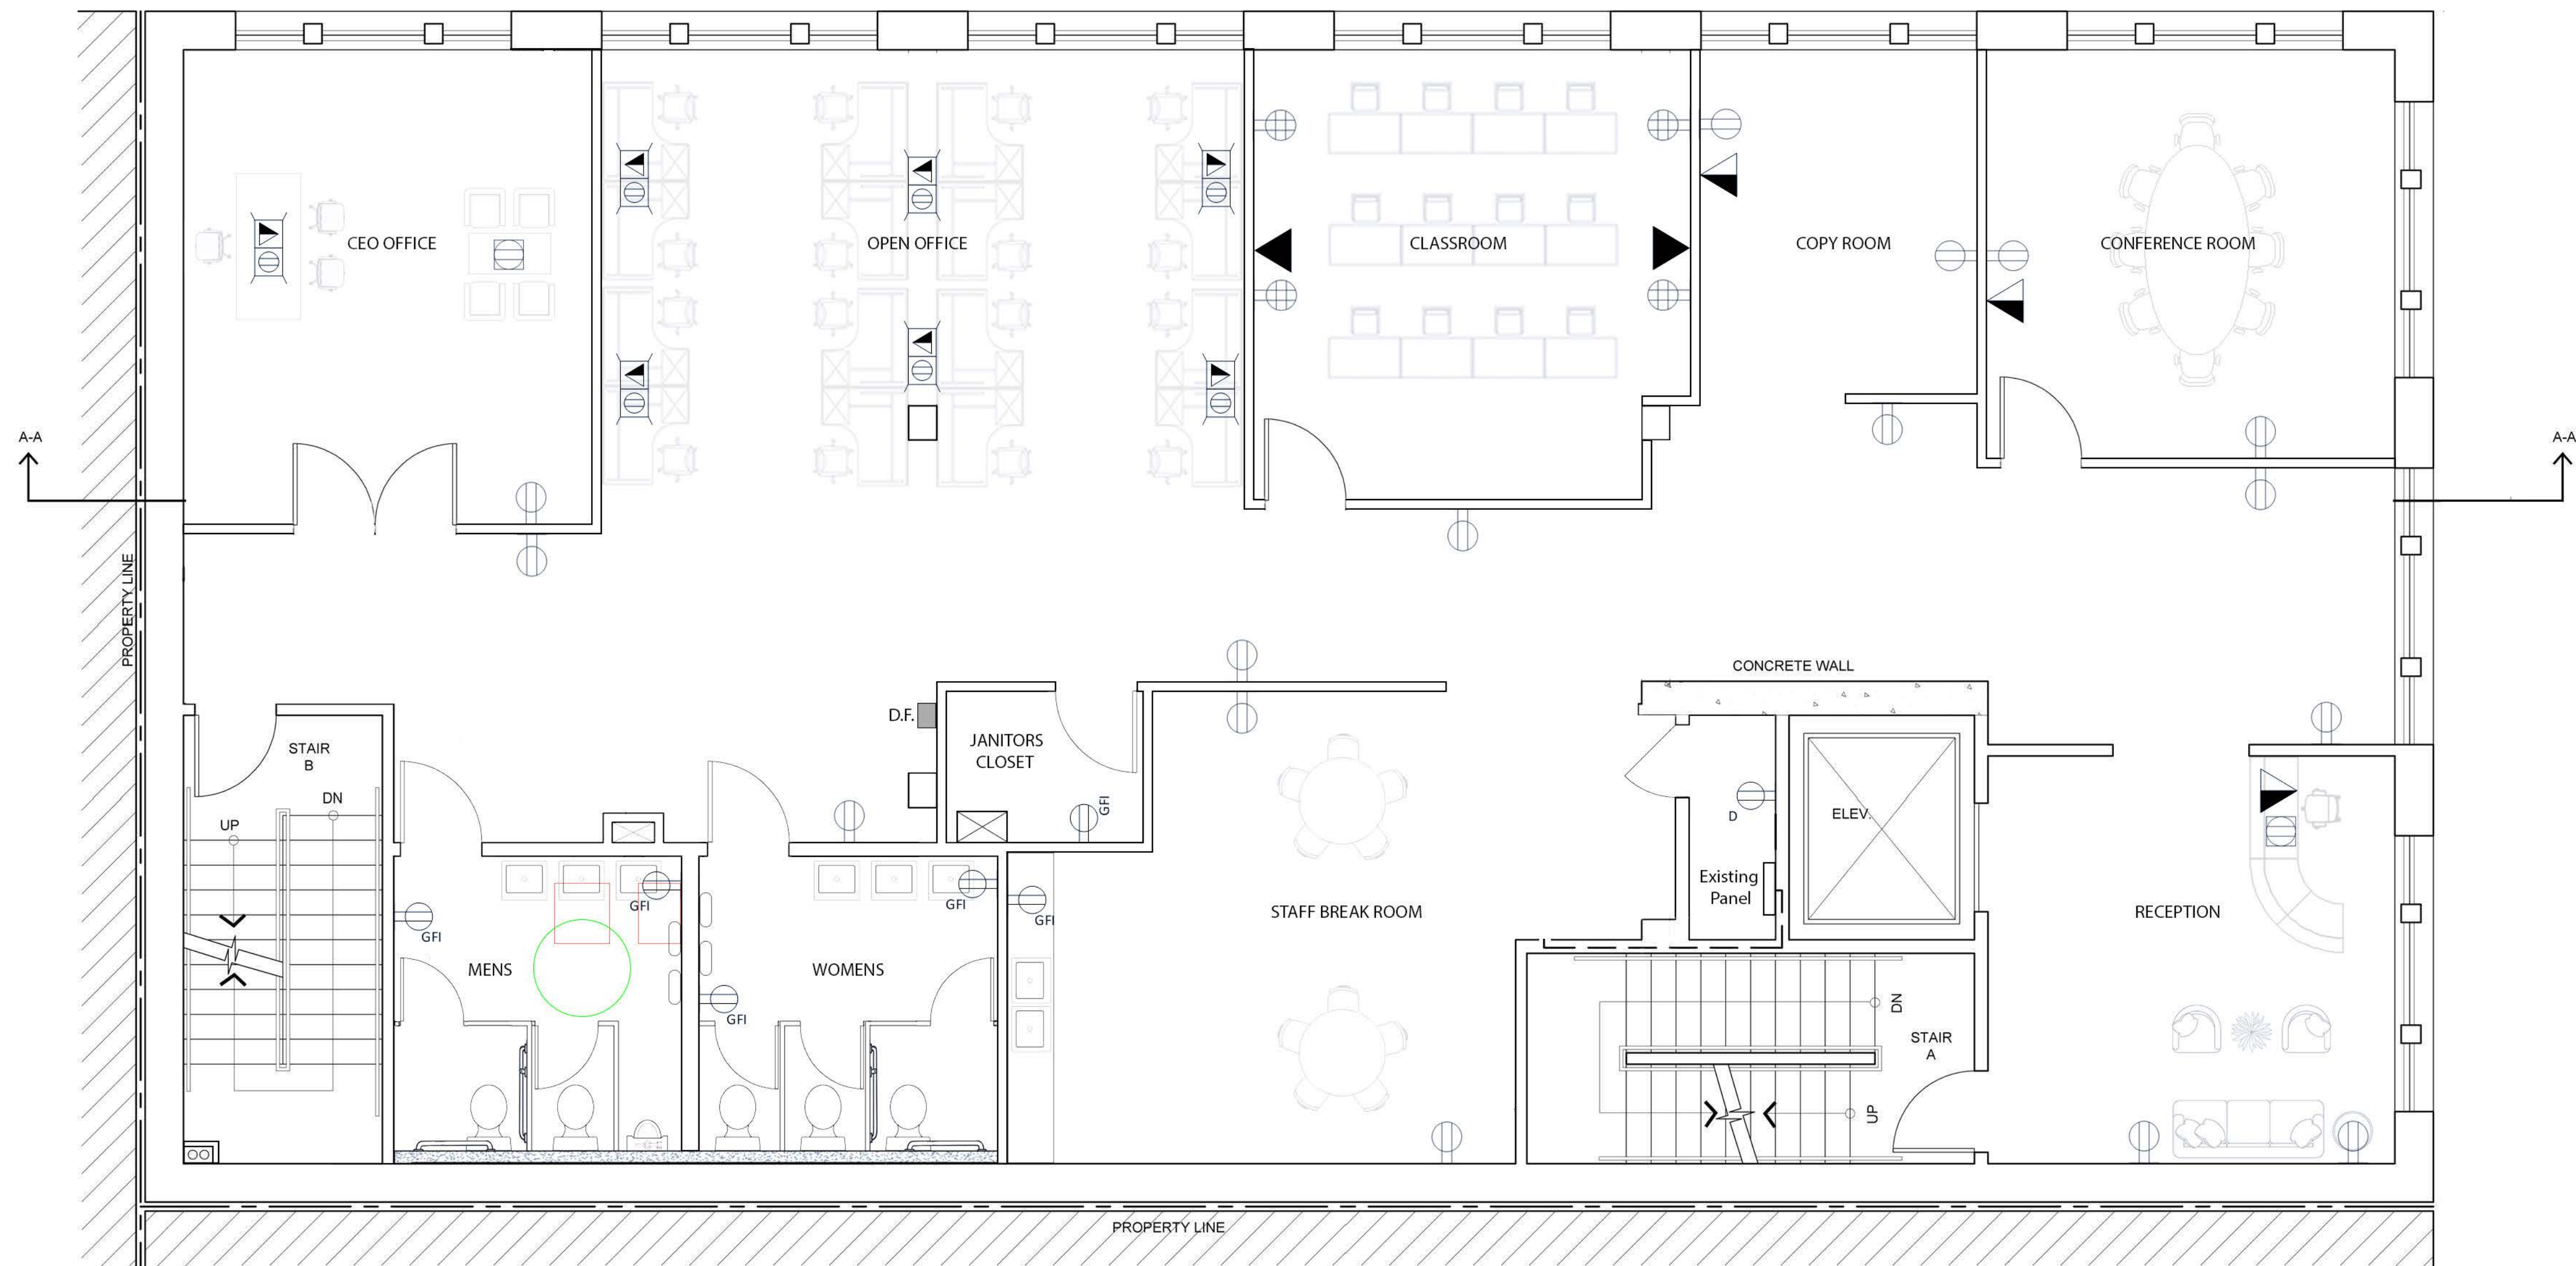 CEO OFFICE
OPEN OFFICE
CLASSROOM
COPY ROOM
CONFERENCE ROOM
A-A
A-A
PROPERTY LINE
CONCRETE WALL
D.F.
JANITORS
CLOSET
GFI
STAIR
B
DN
UP
D
ELEV.
Existing
Panel
GFI
GFI
GFI
GFI
GFI
MENS
WOMENS
STAFF BREAK ROOM
RECEPTION
DN
STAIR
A
UP
PROPERTY LINE